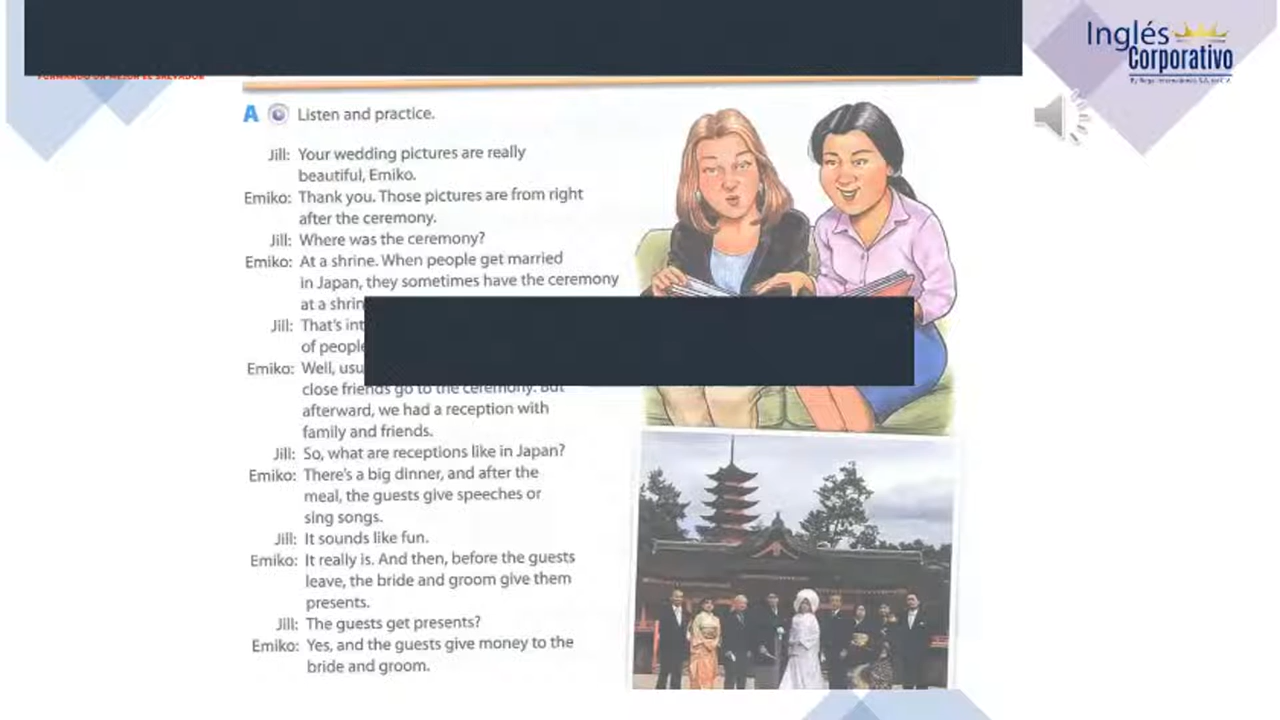 FORMANDO UN MEJOR EL SALVADOR
Inglés
Corporativo
A Listen and practice.
Jill: Your wedding pictures are really
beautiful, Emiko.
Emiko: Thank you. Those pictures are from right
after the ceremony.
Jill: Where was the ceremony?
Emiko: At a shrine. When people get married
in Japan, they sometimes have the ceremony
at a
Jill: That's
of
Emiko: Well,
close friends go to the ceremony. But
afterward, we had a reception with
family and friends.
Jill: So, what are receptions like in Japan?
Emiko: There's a big dinner, and after the
meal, the guests give speeches or
sing songs.
Jill: It sounds like fun.
Emiko: It really is. And then, before the guests
leave, the bride and groom give them
presents.
Jill: The guests get presents?
Emiko: Yes, and the guests give money to the
bride and groom.